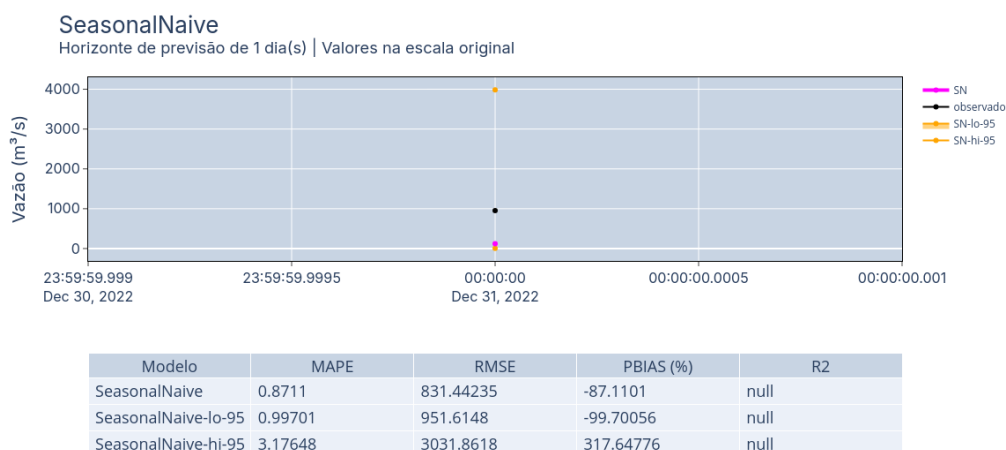 SeasonalNaive
Horizonte de previsão de 1 dia(s) | Valores na escala original
Vazão (m³/s)
4000
3000
2000
1000
0
23:59:59.999 23:59:59.9995 00:00:00 00:00:00.0005 00:00:00.001
Dec 30, 2022 Dec 31, 2022
SN
observado
SN-lo-95
SN-hi-95
Modelo MAPE RMSE PBIAS (%) R2
SeasonalNaive 0.8711 831.44235 -87.1101 null
SeasonalNaive-lo-95 0.99701 951.6148 -99.70056 null
SeasonalNaive-hi-95 3.17648 3031.8618 317.64776 null